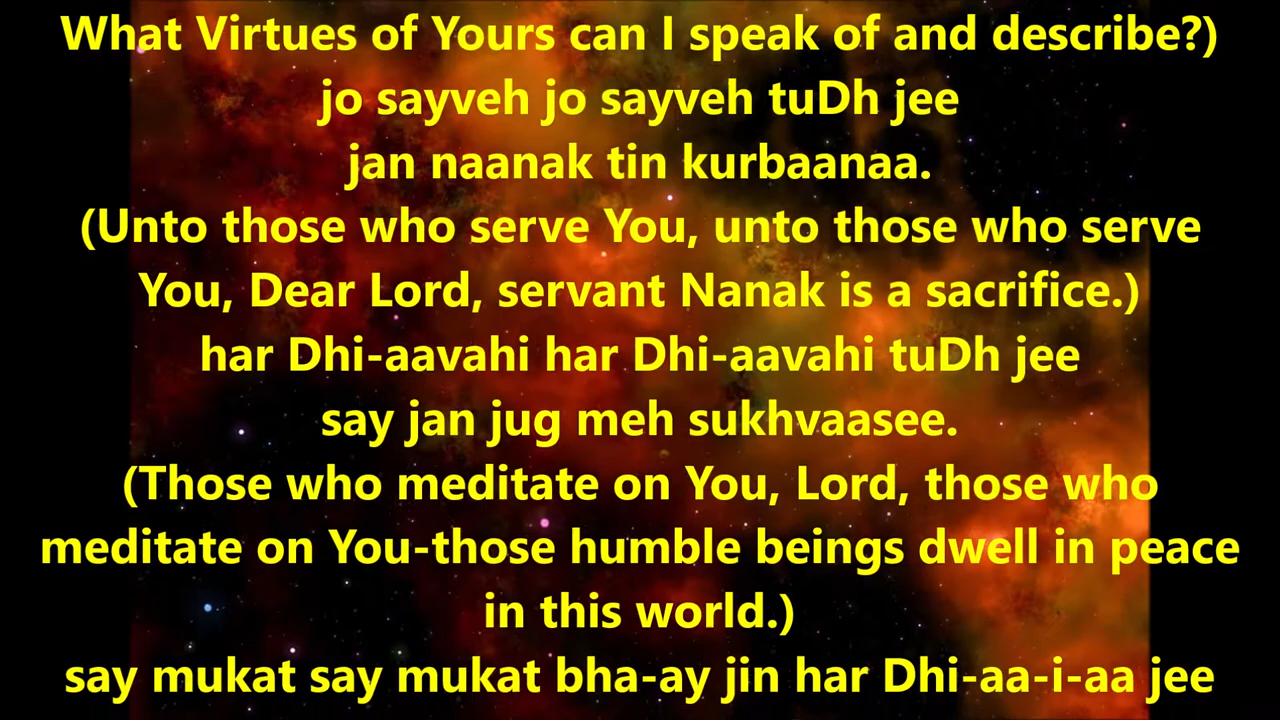 What Virtues of Yours can I speak of and describe?)
jo sayveh jo sayveh tuDh jee
jan naanak tin kurbaanaa.
(Unto those who serve You, unto those who serve
You, Dear Lord, servant Nanak is a sacrifice.)
har Dhi-aavahi har Dhi-aavahi tuDh jee
say jan jug meh sukhvaasee.
(Those who meditate on You, Lord, those who
meditate on You-those humble beings dwell in peace
in this world.)
say mukat say mukat bha-ay jin har Dhi-aa-i-aa jee